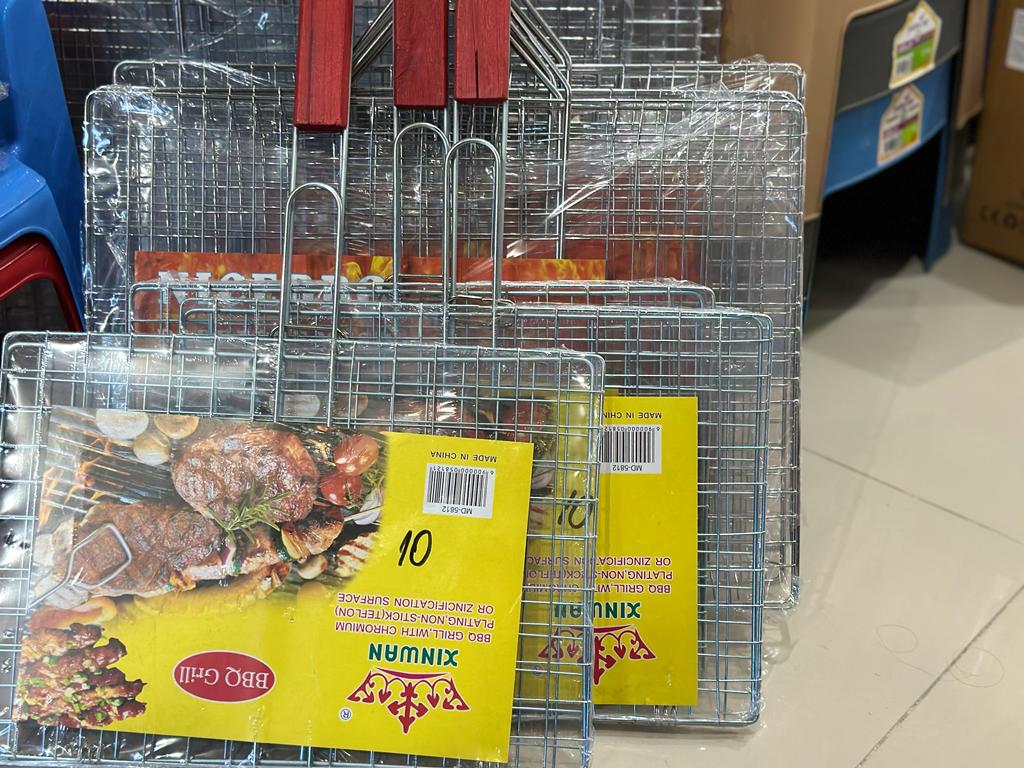 XINWAN
®
BBQ GRILL,WITH CHROMIUM
PLATING,NON-STICK(TEFLON)
OR ZINCIFICATION SURFACE
BBQ Grill
10
MD-5812
MADE IN CHINA
XINWAN
BBQ GRILL,WITH CHROMIUM
PLATING,NON-STICK(TEFLON)
OR ZINCIFICATION SURFACE
10
MD-5812
MADE IN CHINA